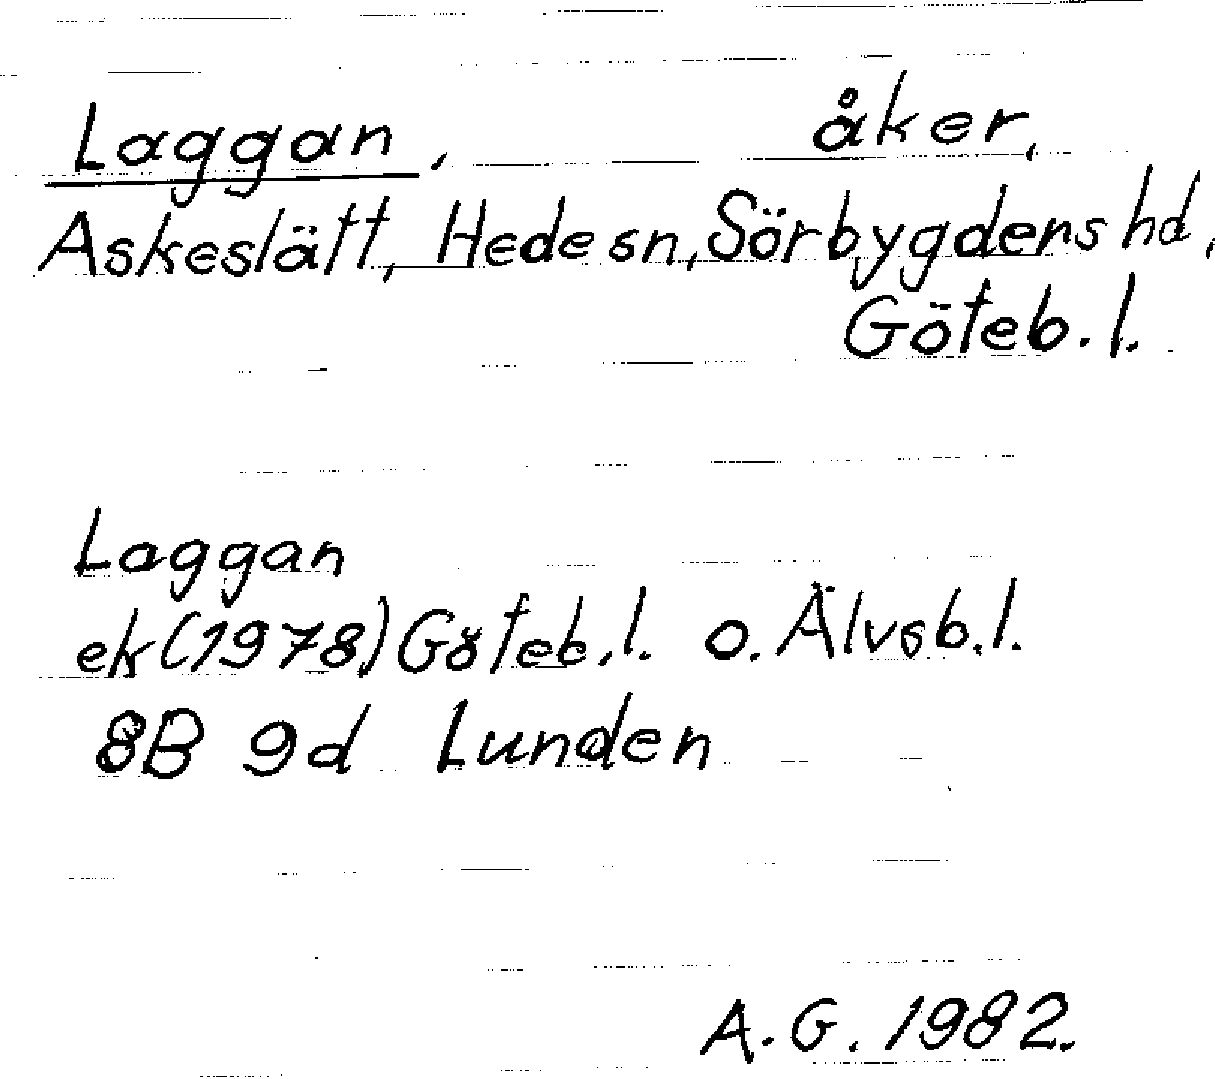 Laggan, åker,
Askeslätt, Hede sn, Sörbygdens hd,
Göteb. l.
Laggan
ek (1978) Göteb. l. o. Älvsb. l.
8B 9d Lunden
A. G. 1982.